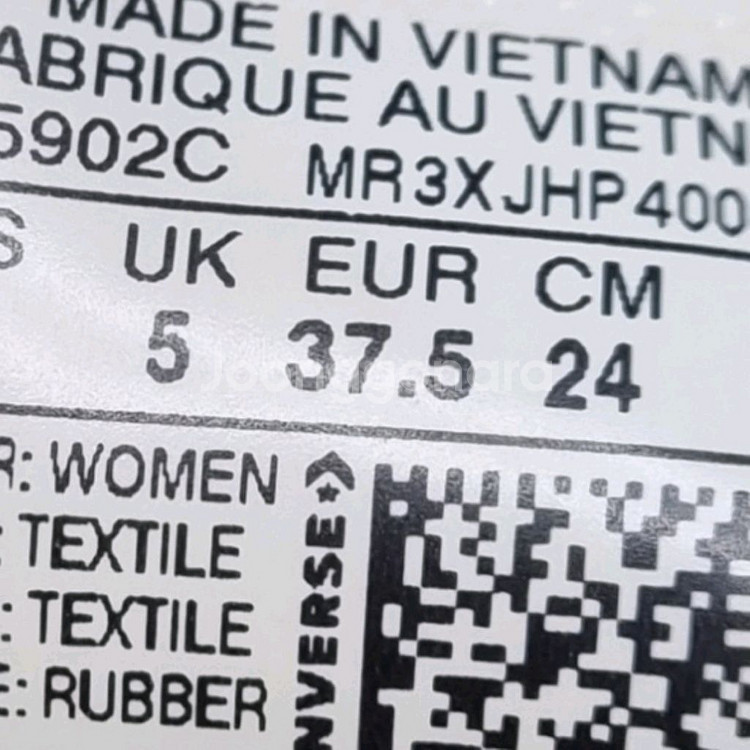 MADE IN VIETNAM
ABRIQUE AU VIETN
5902C MR3XJHP400
S UK EUR CM
5 37.5 24
R: WOMEN
: TEXTILE
: TEXTILE
E: RUBBER
NVERSE
Joongonara